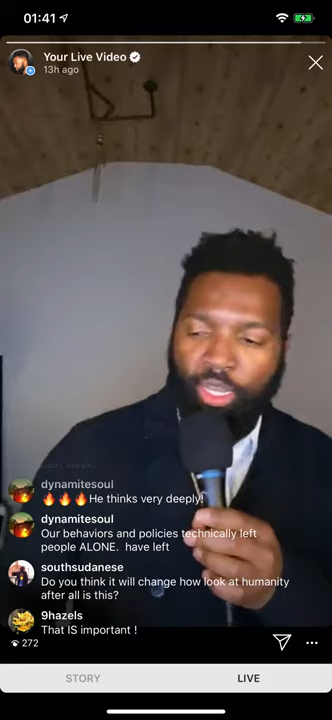 01:41
Your Live Video
13h ago
dynamitesoul
🔥🔥🔥He thinks very deeply!
dynamitesoul
Our behaviors and policies technically left
people ALONE.  have left
southsudanese
Do you think it will change how look at humanity
after all is this?
9hazels
That IS important !
272
STORY
LIVE